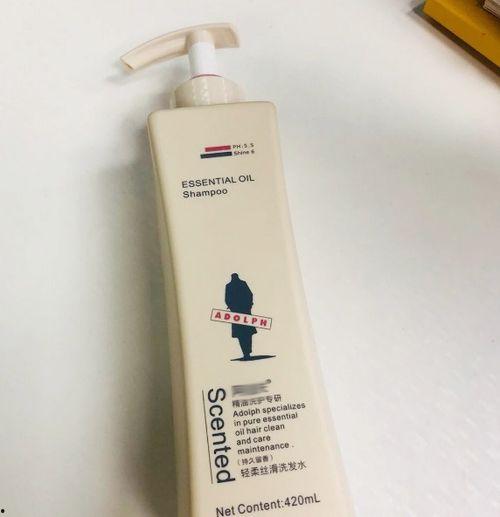 PH:5.5
Shine 6
ESSENTIAL OIL
Shampoo
ADOLPH
Scented
精油洗护专研
Adolph specializes
in pure essential
oil hair clean
and care
maintenance .
(持久留香)
轻柔丝滑洗发水
Net Content:420mL